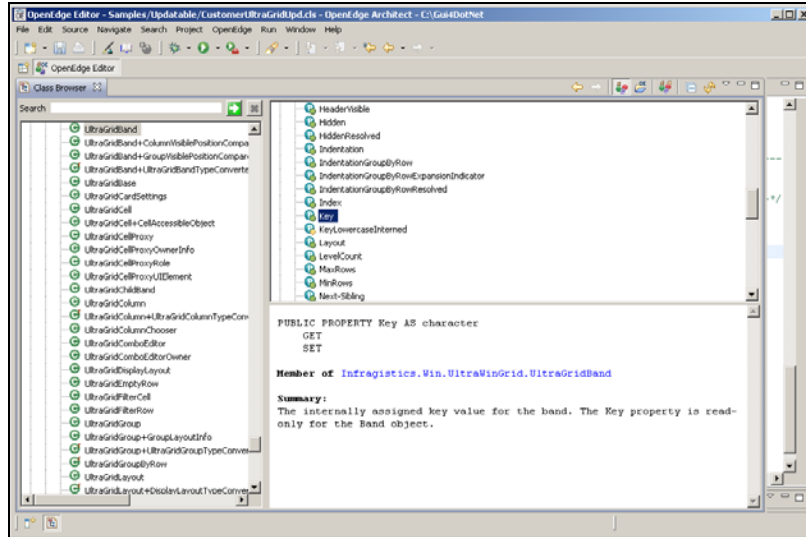 OpenEdge Editor - Samples/Updatable/CustomerUltraGridUpd.cls - OpenEdge Architect - C:\Gui4DotNet
File Edit Source Navigate Search Project OpenEdge Run Window Help
OpenEdge Editor
Class Browser
Search
UltraGridBand
UltraGridBand+ColumnVisiblePositionCompa
UltraGridBand+GroupVisiblePositionCompare
UltraGridBand+UltraGridBandTypeConverte
UltraGridBase
UltraGridCardSettings
UltraGridCell
UltraGridCell+CellAccessibleObject
UltraGridCellProxy
UltraGridCellProxyOwnerInfo
UltraGridCellProxyRole
UltraGridCellProxyUIElement
UltraGridChildBand
UltraGridColumn
UltraGridColumn+UltraGridColumnTypeConv
UltraGridColumnChooser
UltraGridComboEditor
UltraGridComboEditorOwner
UltraGridDisplayLayout
UltraGridEmptyRow
UltraGridFilterCell
UltraGridFilterRow
UltraGridGroup
UltraGridGroup+GroupLayoutInfo
UltraGridGroup+UltraGridGroupTypeConver
UltraGridGroupByRow
UltraGridLayout
UltraGridLayout+DisplayLayoutTypeConver
HeaderVisible
Hidden
HiddenResolved
Indentation
IndentationGroupByRow
IndentationGroupByRowExpansionIndicator
IndentationGroupByRowResolved
Index
Key
KeyLowercaseInterned
Layout
LevelCount
MaxRows
MinRows
Next-Sibling
PUBLIC PROPERTY Key AS character
GET
SET
Member of Infragistics.Win.UltraWinGrid.UltraGridBand
Summary:
The internally assigned key value for the band. The Key property is read-
only for the Band object.
---
*/